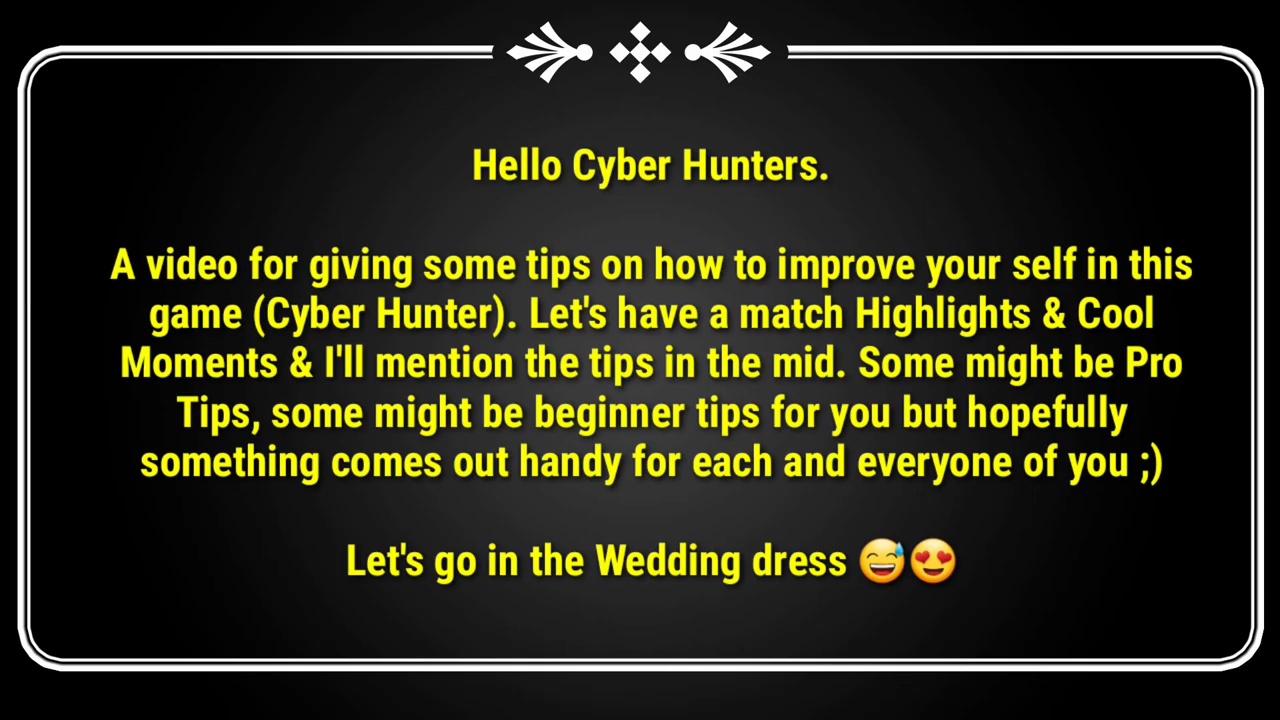 Hello Cyber Hunters.
A video for giving some tips on how to improve your self in this
game (Cyber Hunter). Let's have a match Highlights & Cool
Moments & I'll mention the tips in the mid. Some might be Pro
Tips, some might be beginner tips for you but hopefully
something comes out handy for each and everyone of you ;)
Let's go in the Wedding dress 😅😍